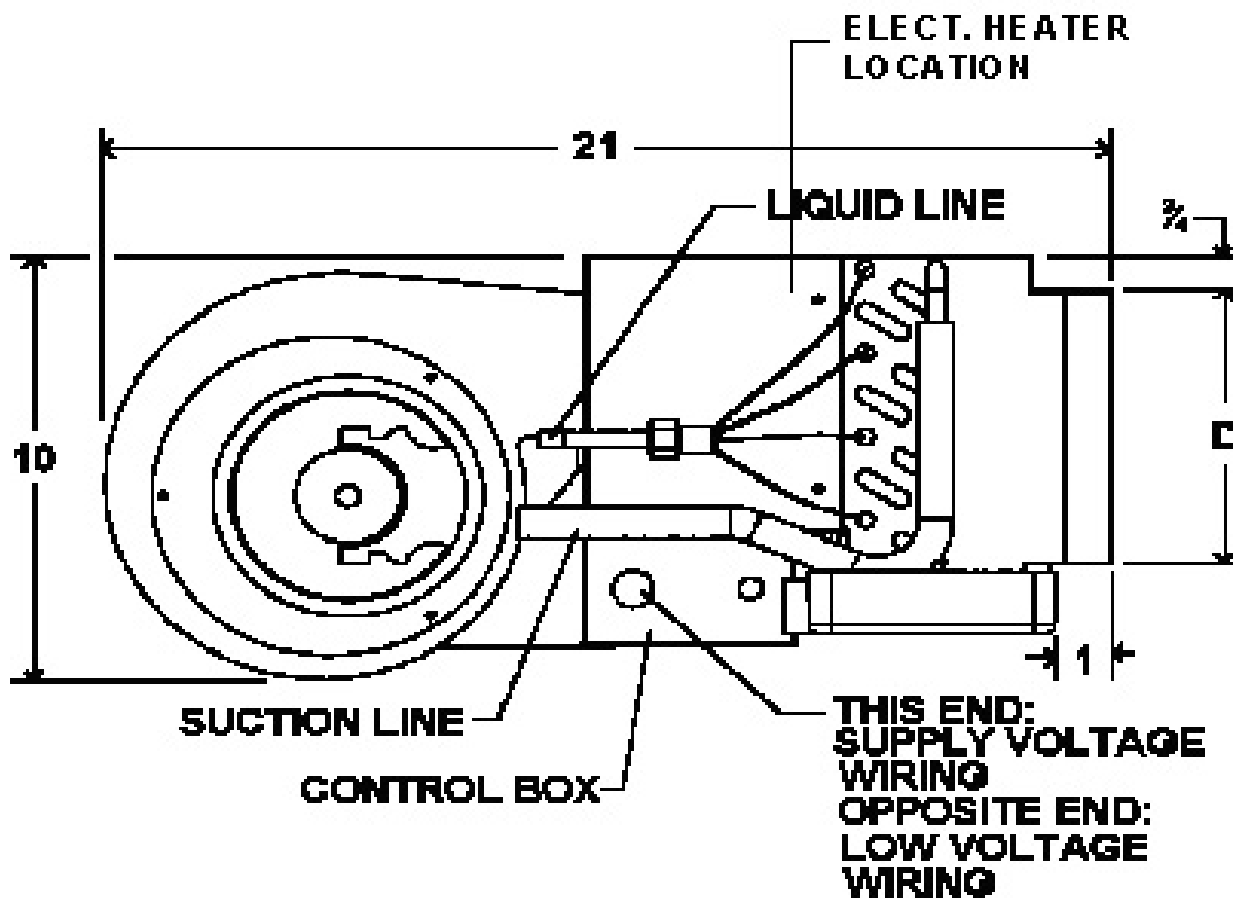 ELECT. HEATER
LOCATION
21
LIQUID LINE
¾
10
D
1
SUCTION LINE
CONTROL BOX
THIS END:
SUPPLY VOLTAGE
WIRING
OPPOSITE END:
LOW VOLTAGE
WIRING